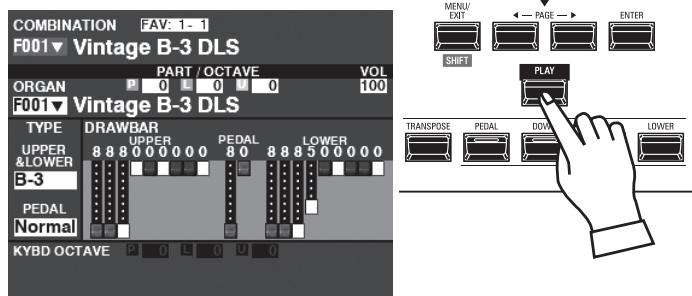 COMBINATION FAV: 1- 1
F001▼ Vintage B-3 DLS
PART / OCTAVE VOL
ORGAN P 0 L 0 U 0 100
F001▼ Vintage B-3 DLS
TYPE DRAWBAR
UPPER PEDAL LOWER
UPPER &LOWER 888000000 80 888500000
B-3
PEDAL
Normal
KYBD OCTAVE P 0 L 0 U 0
MENU/
EXIT ◄ — PAGE — ► ENTER
SHIFT
PLAY
TRANSPOSE PEDAL DOW LOWER